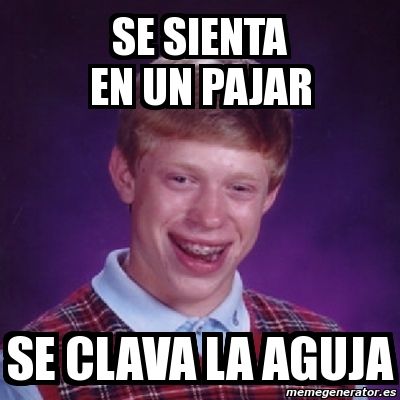 SE SIENTA
EN UN PAJAR
SE CLAVA LA AGUJA
memegenerator.es